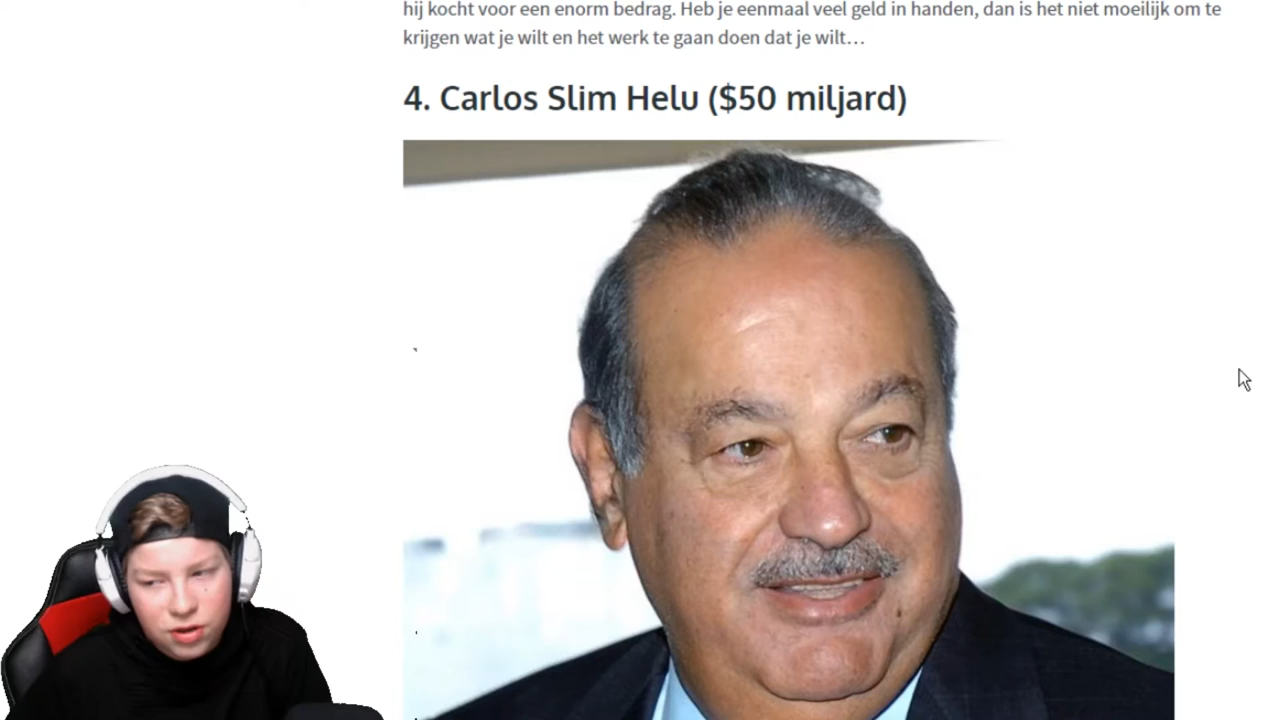 hij kocht voor een enorm bedrag. Heb je eenmaal veel geld in handen, dan is het niet moeilijk om te
krijgen wat je wilt en het werk te gaan doen dat je wilt…
4. Carlos Slim Helu ($50 miljard)